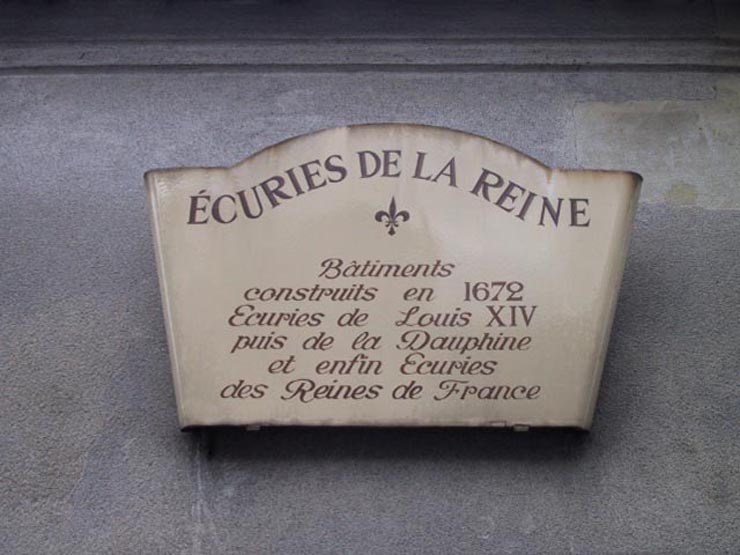 ÉCURIES DE LA REINE
Bâtiments
construits en 1672
Ecuries de Louis XIV
puis de la Dauphine
et enfin Ecuries
des Reines de France